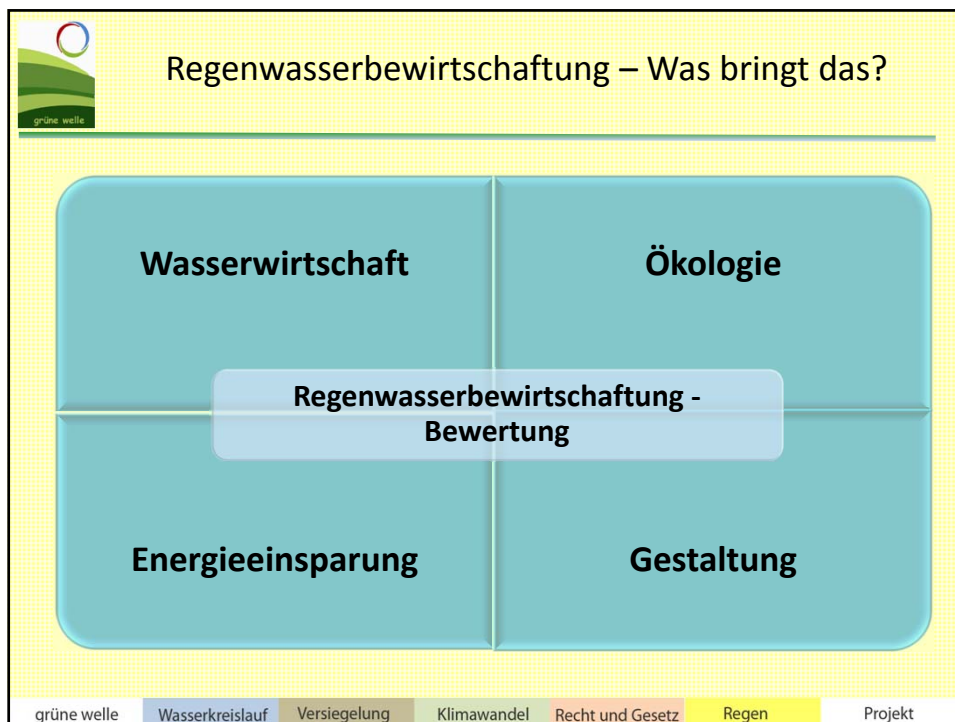 Regenwasserbewirtschaftung – Was bringt das?
grüne welle
Wasserwirtschaft
Ökologie
Regenwasserbewirtschaftung -
Bewertung
Energieeinsparung
Gestaltung
grüne welle Wasserkreislauf Versiegelung Klimawandel Recht und Gesetz Regen Projekt